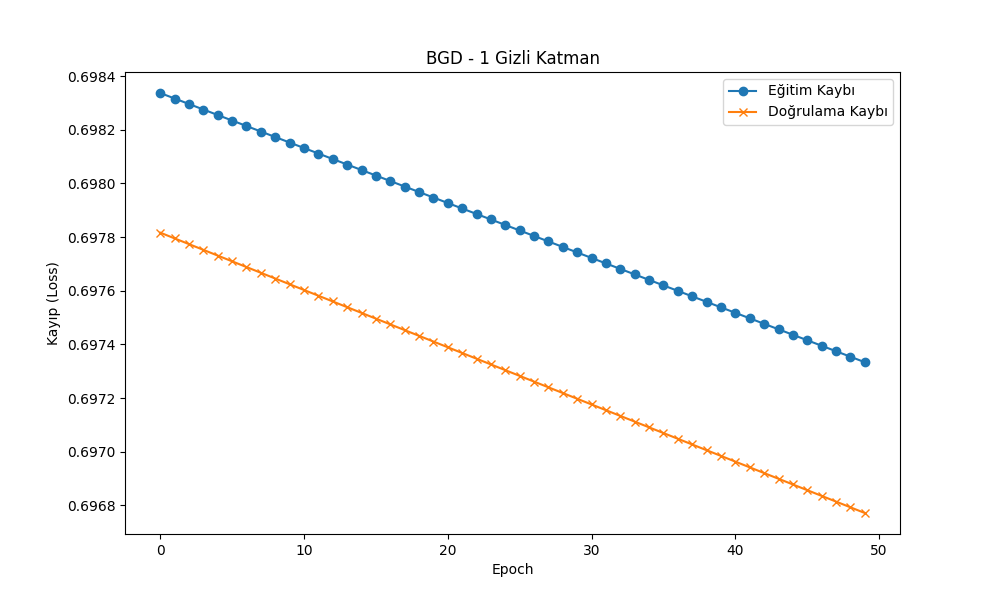 BGD - 1 Gizli Katman
Eğitim Kaybı
Doğrulama Kaybı
Kayıp (Loss)
0.6984
0.6982
0.6980
0.6978
0.6976
0.6974
0.6972
0.6970
0.6968
0 10 20 30 40 50
Epoch